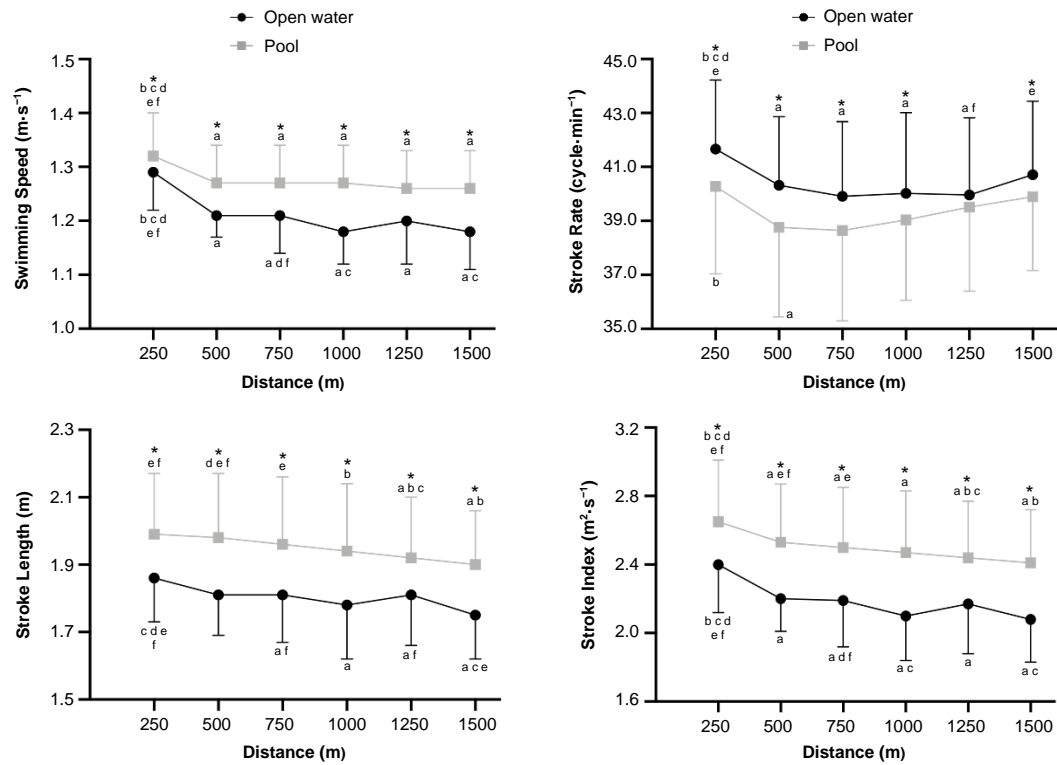 Open water
Pool
Swimming Speed (m·s⁻¹)
1.5
1.4
1.3
1.2
1.1
1.0
*
b c d
e f
*
a
*
a
*
a
*
a
*
a
b c d
e f
a
a d f
a c
a
a c
250 500 750 1000 1250 1500
Distance (m)
Open water
Pool
Stroke Rate (cycle·min⁻¹)
45.0
43.0
41.0
39.0
37.0
35.0
*
b c d
e
*
a
*
a
*
a
a f
*
e
b
a
250 500 750 1000 1250 1500
Distance (m)
Stroke Length (m)
2.3
2.1
1.9
1.7
1.5
*
e f
*
d e f
*
e
*
b
*
a b c
*
a b
c d e
f
a f
a
a f
a c e
250 500 750 1000 1250 1500
Distance (m)
Stroke Index (m²·s⁻¹)
3.2
2.8
2.4
2.0
1.6
*
b c d
e f
*
a e f
*
a e
*
a
*
a b c
*
a b
b c d
e f
a
a d f
a c
a
a c
250 500 750 1000 1250 1500
Distance (m)